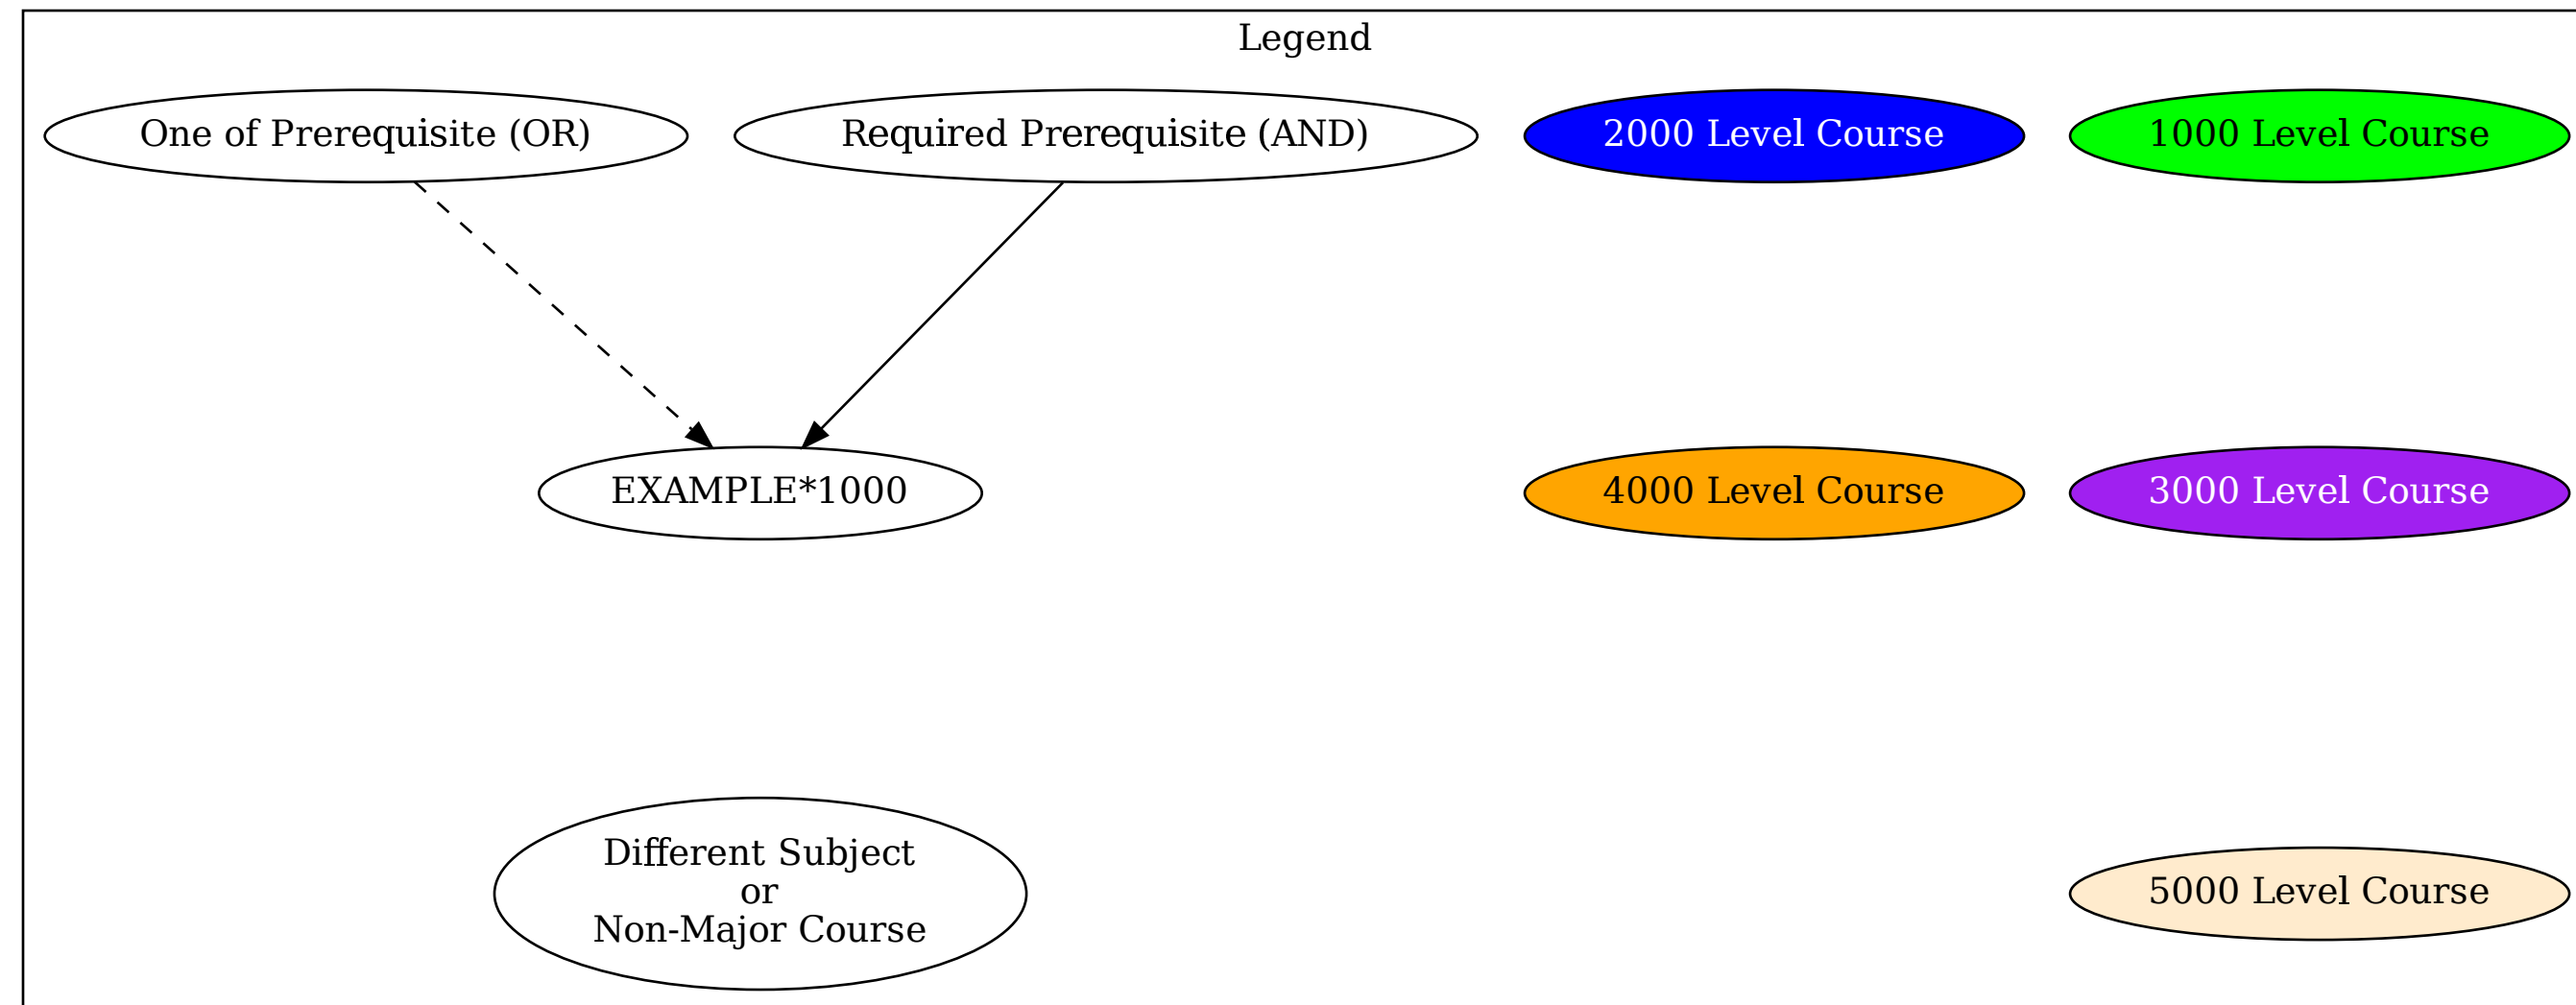 Legend
One of Prerequisite (OR)
Required Prerequisite (AND)
2000 Level Course
1000 Level Course
EXAMPLE*1000
4000 Level Course
3000 Level Course
Different Subject
or
Non-Major Course
5000 Level Course